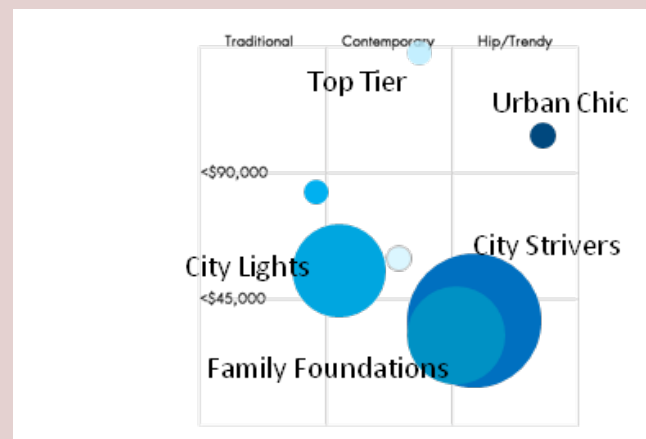 Traditional Contemporary Hip/Trendy
Top Tier
Urban Chic
<$90,000
City Strivers
City Lights
<$45,000
Family Foundations